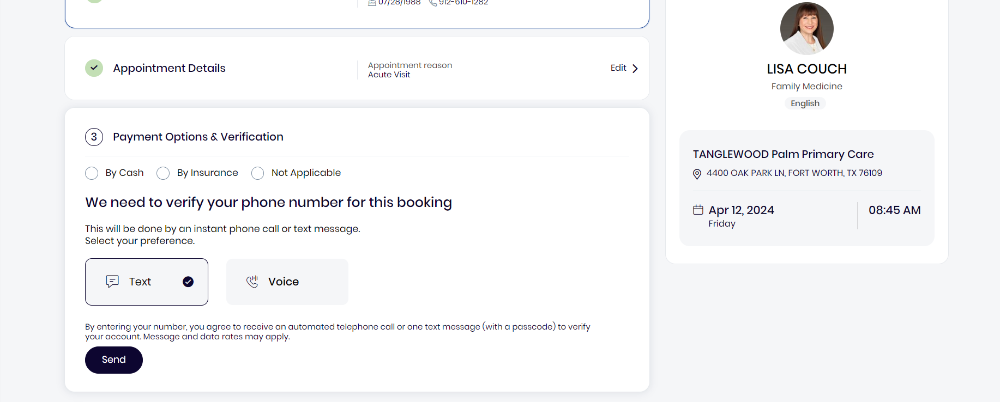 07/28/1988 912-610-1282
Appointment Details
Appointment reason
Acute Visit
Edit
3 Payment Options & Verification
By Cash By Insurance Not Applicable
We need to verify your phone number for this booking
This will be done by an instant phone call or text message.
Select your preference.
Text
Voice
By entering your number, you agree to receive an automated telephone call or one text message (with a passcode) to verify
your account. Message and data rates may apply.
Send
LISA COUCH
Family Medicine
English
TANGLEWOOD Palm Primary Care
4400 OAK PARK LN, FORT WORTH, TX 76109
Apr 12, 2024 08:45 AM
Friday